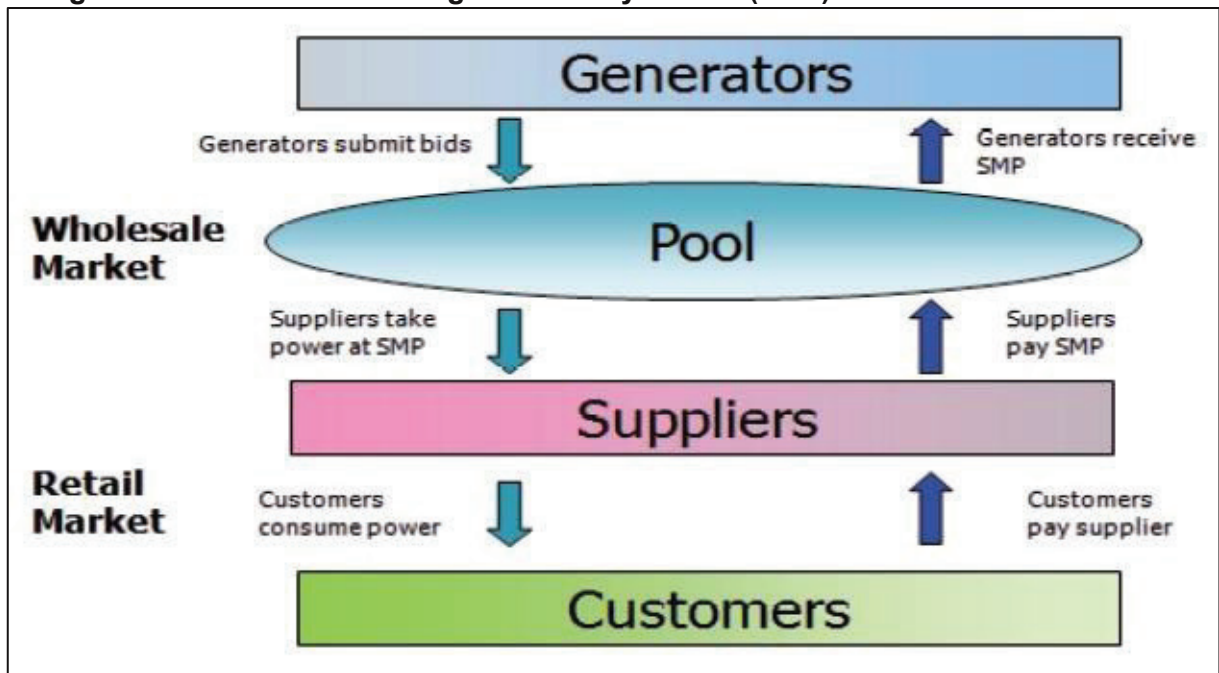 Generators
Generators submit bids
Generators receive
SMP
Wholesale
Market
Pool
Suppliers take
power at SMP
Suppliers
pay SMP
Suppliers
Retail
Market
Customers
consume power
Customers
pay supplier
Customers